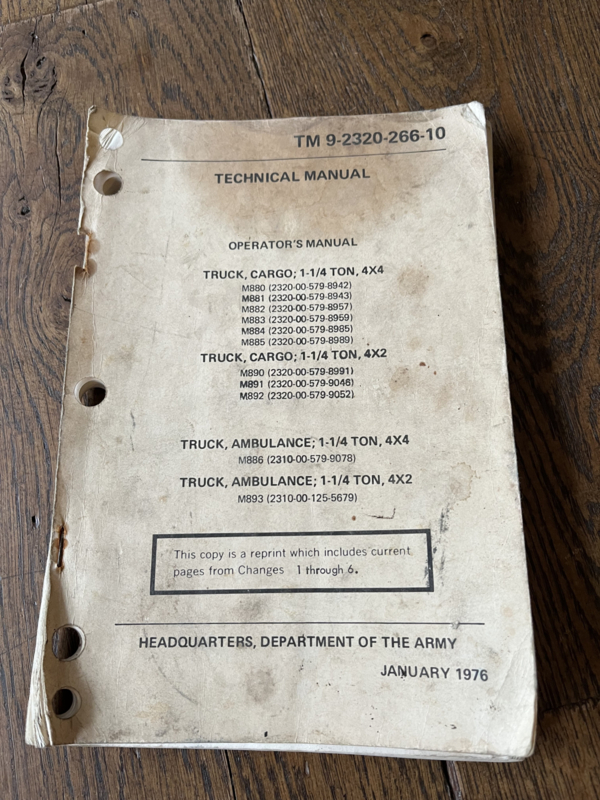 TM 9-2320-266-10
TECHNICAL MANUAL
OPERATOR'S MANUAL
TRUCK, CARGO; 1-1/4 TON, 4X4
M880 (2320-00-579-8942)
M881 (2320-00-579-8943)
M882 (2320-00-579-8957)
M883 (2320-00-579-8959)
M884 (2320-00-579-8985)
M885 (2320-00-579-8989)
TRUCK, CARGO; 1-1/4 TON, 4X2
M890 (2320-00-579-8991)
M891 (2320-00-579-9046)
M892 (2320-00-579-9052)
TRUCK, AMBULANCE; 1-1/4 TON, 4X4
M886 (2310-00-579-9078)
TRUCK, AMBULANCE; 1-1/4 TON, 4X2
M893 (2310-00-125-5679)
This copy is a reprint which includes current
pages from Changes 1 through 6.
HEADQUARTERS, DEPARTMENT OF THE ARMY
JANUARY 1976